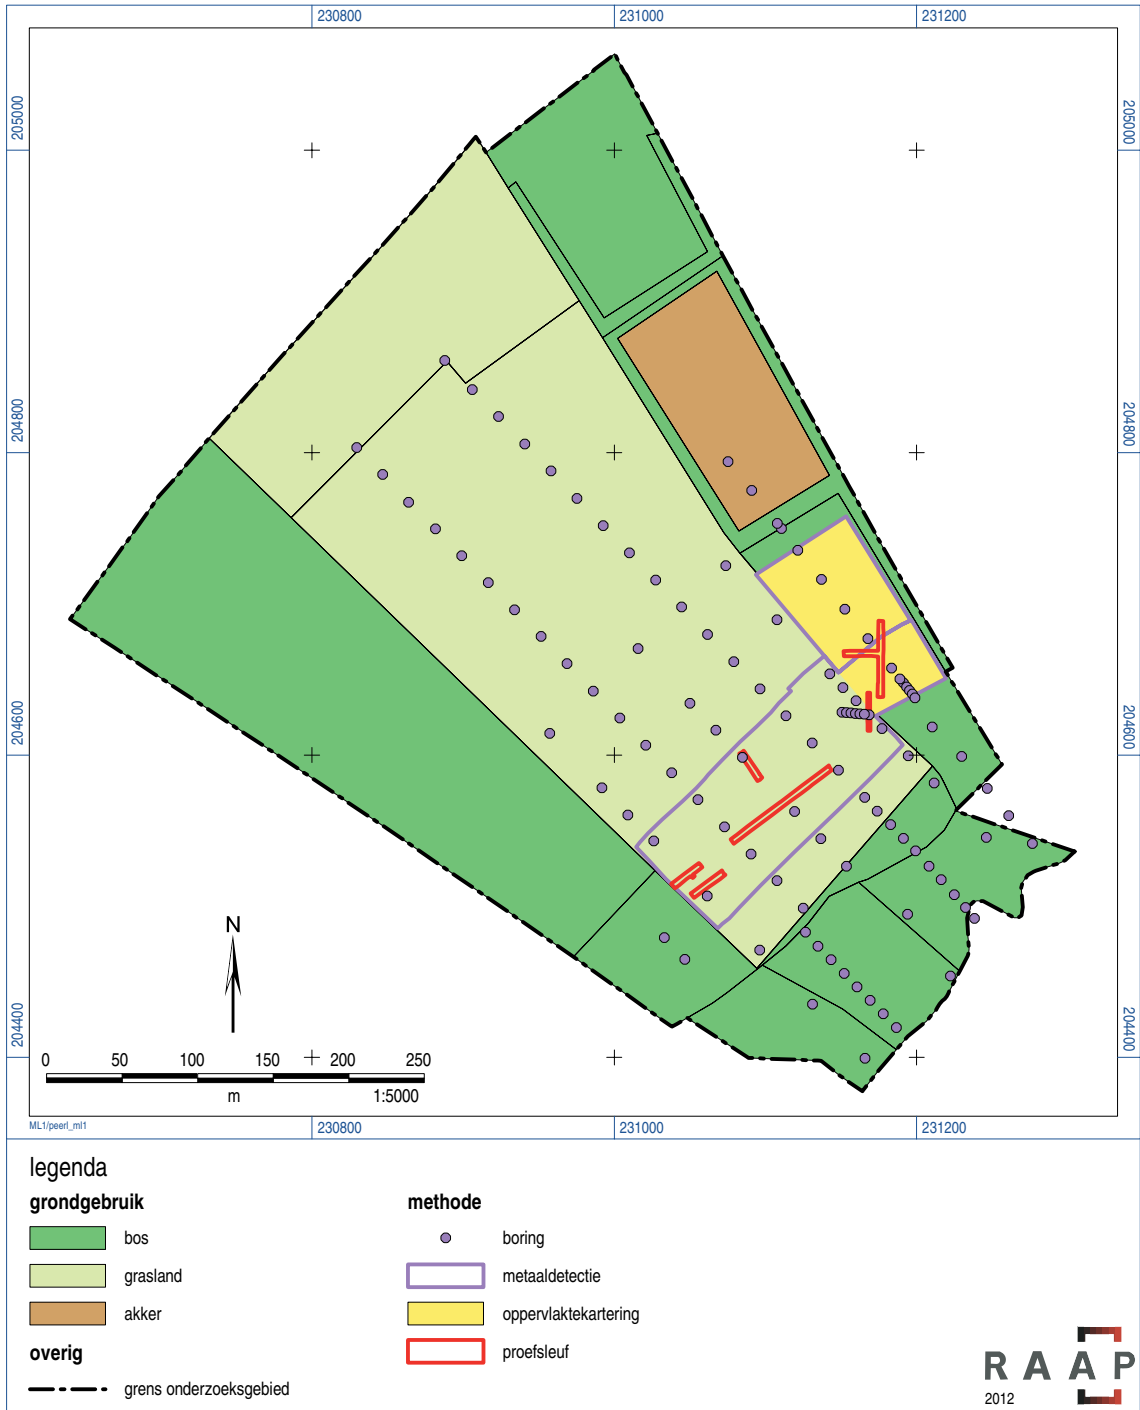 230800
231000
231200
205000
205000
204800
204800
204600
204600
204400
204400
N
0 50 100 150 200 250
m 1:5000
ML1/peerl_ml1
230800
231000
231200
legenda
grondgebruik
bos
grasland
akker
overig
grens onderzoeksgebied
methode
boring
metaaldetectie
oppervlaktekartering
proefsleuf
RAAP
2012